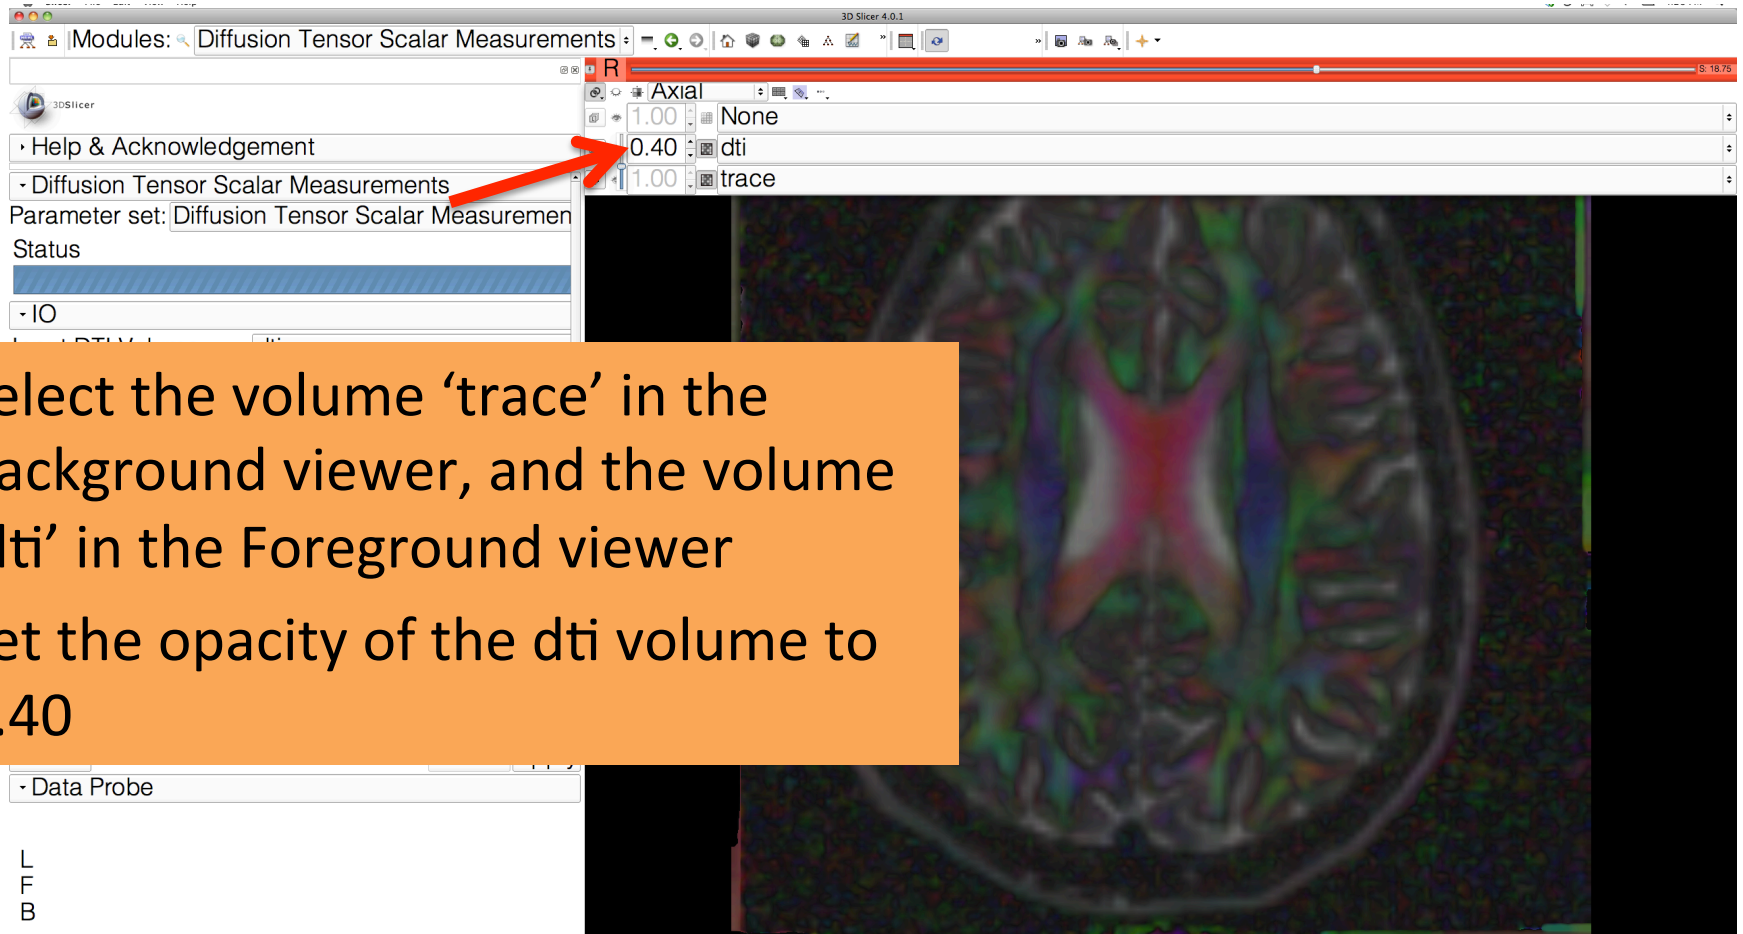 3D Slicer 4.0.1
Modules: Diffusion Tensor Scalar Measurements
R
S: 18.75
3DSlicer
Axial
1.00 None
Help & Acknowledgement
0.40 dti
Diffusion Tensor Scalar Measurements
1.00 trace
Parameter set: Diffusion Tensor Scalar Measuremen
Status
IO
elect the volume ‘trace’ in the
ackground viewer, and the volume
lti’ in the Foreground viewer
et the opacity of the dti volume to
.40
Data Probe
L
F
B